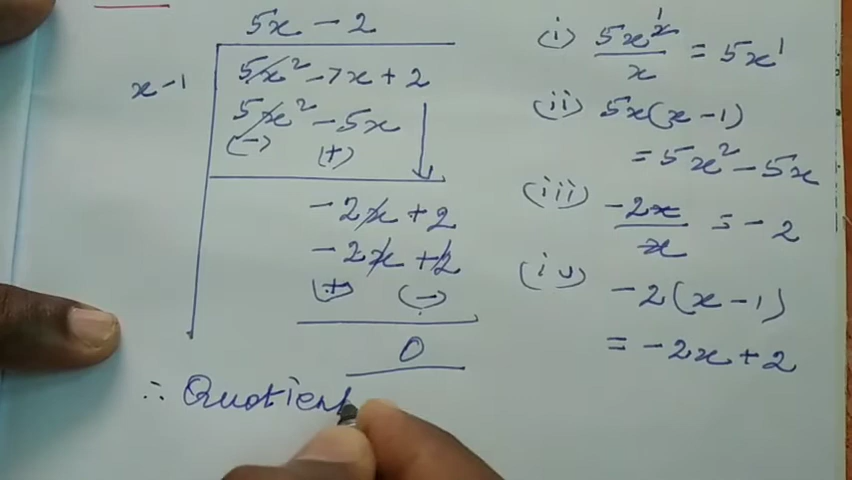 5x - 2
x - 1 5x² - 7x + 2
5x² - 5x
(-) (+)
- 2x + 2
- 2x + 2
(+) (-)
0
∴ Quotient
(i) 5x²/x = 5x¹
(ii) 5x(x - 1)
= 5x² - 5x
(iii) -2x/x = - 2
(iv) -2(x - 1)
= - 2x + 2